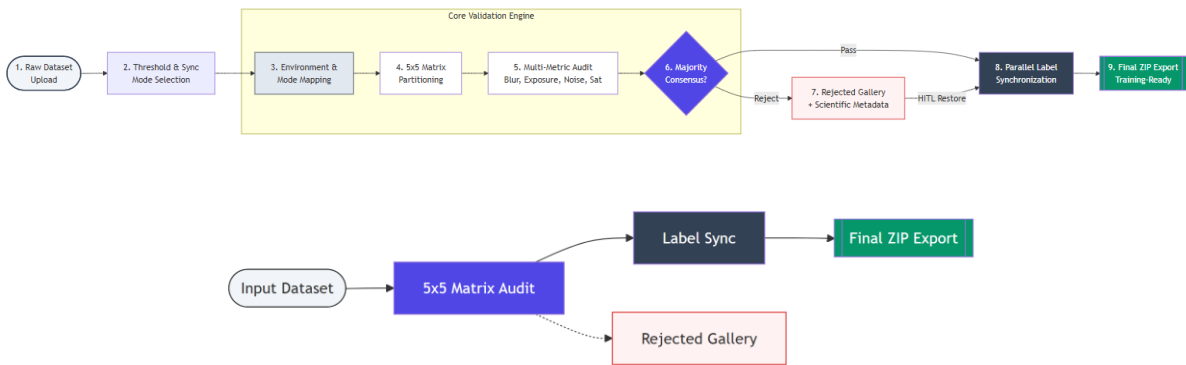 Core Validation Engine
1. Raw Dataset
Upload
2. Threshold & Sync
Mode Selection
3. Environment &
Mode Mapping
4. 5x5 Matrix
Partitioning
5. Multi-Metric Audit
Blur, Exposure, Noise, Sat
6. Majority
Consensus?
Pass
Reject
7. Rejected Gallery
+ Scientific Metadata
HITL Restore
8. Parallel Label
Synchronization
9. Final ZIP Export
Training-Ready
Input Dataset
5x5 Matrix Audit
Label Sync
Final ZIP Export
Rejected Gallery